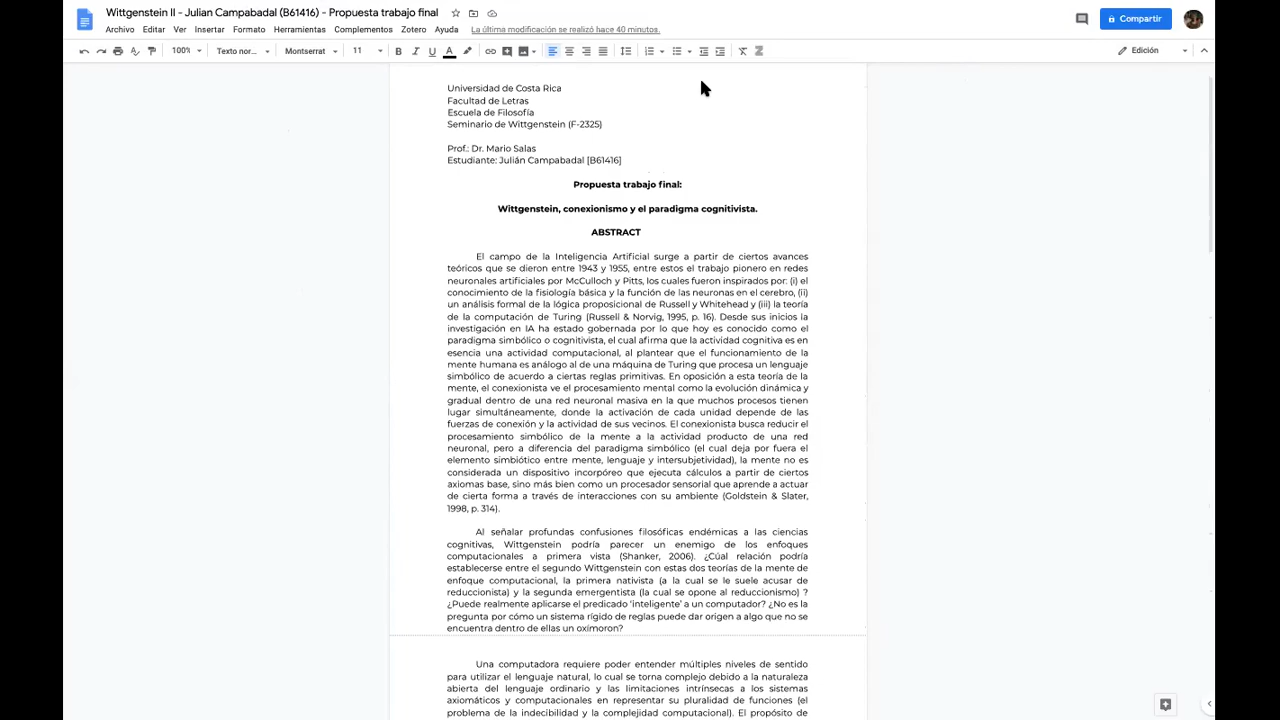 Wittgenstein II - Julian Campabadal (B61416) - Propuesta trabajo final
Archivo Editar Ver Insertar Formato Herramientas Complementos Zotero Ayuda La última modificación se realizó hace 40 minutos.
Compartir
100% Texto nor... Montserrat 11 B I U A Edición
Universidad de Costa Rica
Facultad de Letras
Escuela de Filosofía
Seminario de Wittgenstein (F-2325)
Prof.: Dr. Mario Salas
Estudiante: Julián Campabadal [B61416]
Propuesta trabajo final:
Wittgenstein, conexionismo y el paradigma cognitivista.
ABSTRACT
El campo de la Inteligencia Artificial surge a partir de ciertos avances
teóricos que se dieron entre 1943 y 1955, entre estos el trabajo pionero en redes
neuronales artificiales por McCulloch y Pitts, los cuales fueron inspirados por: (i) el
conocimiento de la fisiología básica y la función de las neuronas en el cerebro, (ii)
un análisis formal de la lógica proposicional de Russell y Whitehead y (iii) la teoría
de la computación de Turing (Russell & Norvig, 1995, p. 16). Desde sus inicios la
investigación en IA ha estado gobernada por lo que hoy es conocido como el
paradigma simbólico o cognitivista, el cual afirma que la actividad cognitiva es en
esencia una actividad computacional, al plantear que el funcionamiento de la
mente humana es análogo al de una máquina de Turing que procesa un lenguaje
simbólico de acuerdo a ciertas reglas primitivas. En oposición a esta teoría de la
mente, el conexionista ve el procesamiento mental como la evolución dinámica y
gradual dentro de una red neuronal masiva en la que muchos procesos tienen
lugar simultáneamente, donde la activación de cada unidad depende de las
fuerzas de conexión y la actividad de sus vecinos. El conexionista busca reducir el
procesamiento simbólico de la mente a la actividad producto de una red
neuronal, pero a diferencia del paradigma simbólico (el cual deja por fuera el
elemento simbiótico entre mente, lenguaje y intersubjetividad), la mente no es
considerada un dispositivo incorpóreo que ejecuta cálculos a partir de ciertos
axiomas base, sino más bien como un procesador sensorial que aprende a actuar
de cierta forma a través de interacciones con su ambiente (Goldstein & Slater,
1998, p. 314).
Al señalar profundas confusiones filosóficas endémicas a las ciencias
cognitivas, Wittgenstein podría parecer un enemigo de los enfoques
computacionales a primera vista (Shanker, 2006). ¿Cúal relación podría
establecerse entre el segundo Wittgenstein con estas dos teorías de la mente de
enfoque computacional, la primera nativista (a la cual se le suele acusar de
reduccionista) y la segunda emergentista (la cual se opone al reduccionismo) ?
¿Puede realmente aplicarse el predicado 'inteligente' a un computador? ¿No es la
pregunta por cómo un sistema rígido de reglas puede dar origen a algo que no se
encuentra dentro de ellas un oxímoron?
Una computadora requiere poder entender múltiples niveles de sentido
para utilizar el lenguaje natural, lo cual se torna complejo debido a la naturaleza
abierta del lenguaje ordinario y las limitaciones intrínsecas a los sistemas
axiomáticos y computacionales en representar su pluralidad de funciones (el
problema de la indecibilidad y la complejidad computacional). El propósito de